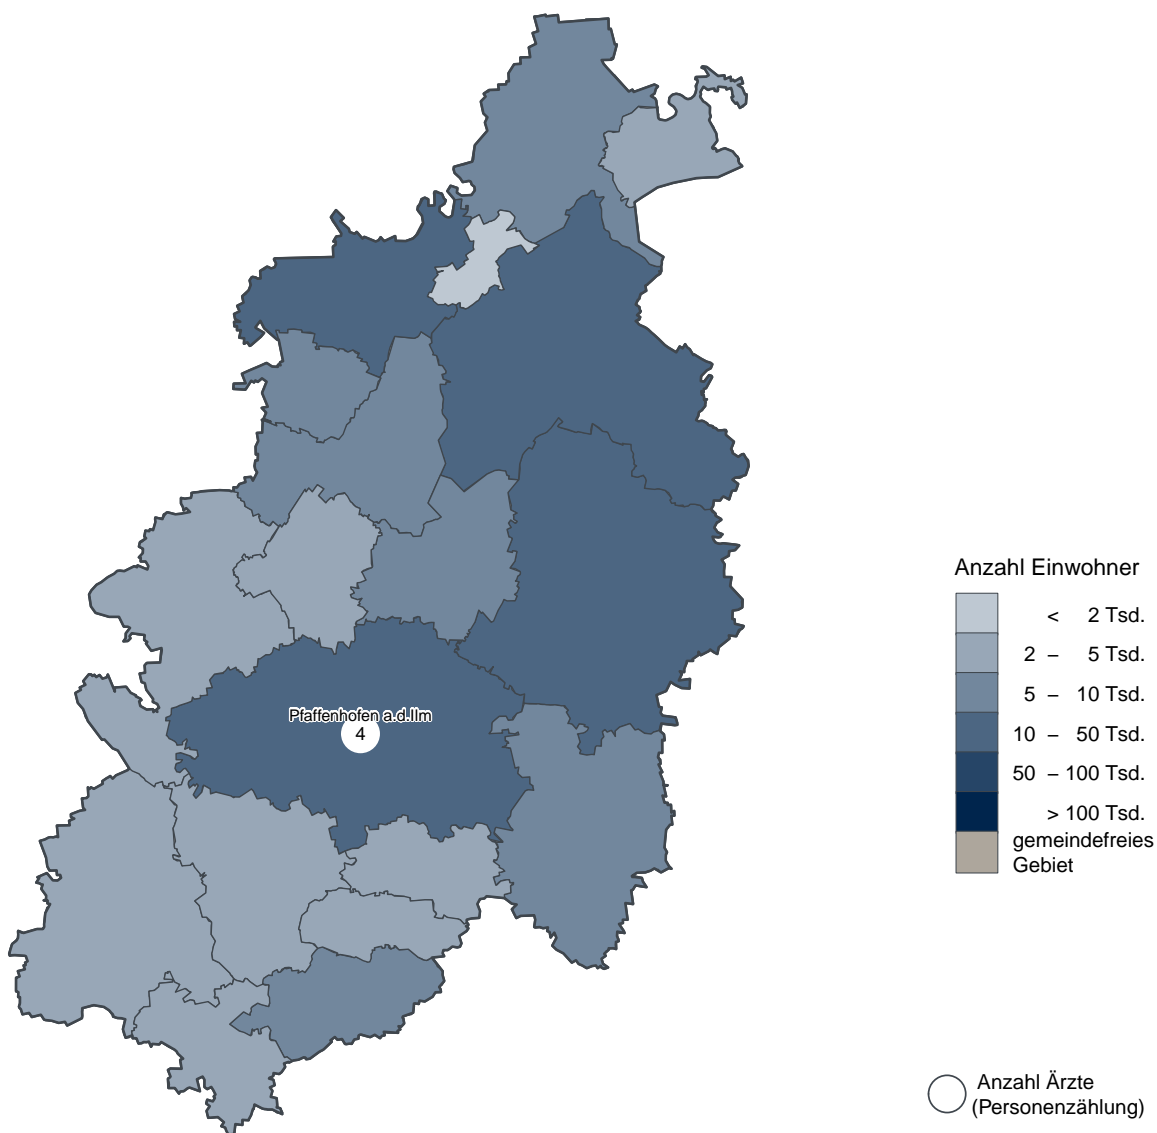 Pfaffenhofen a.d.Ilm
4
Anzahl Einwohner
< 2 Tsd.
2 – 5 Tsd.
5 – 10 Tsd.
10 – 50 Tsd.
50 – 100 Tsd.
> 100 Tsd.
gemeindefreies
Gebiet
Anzahl Ärzte
(Personenzählung)